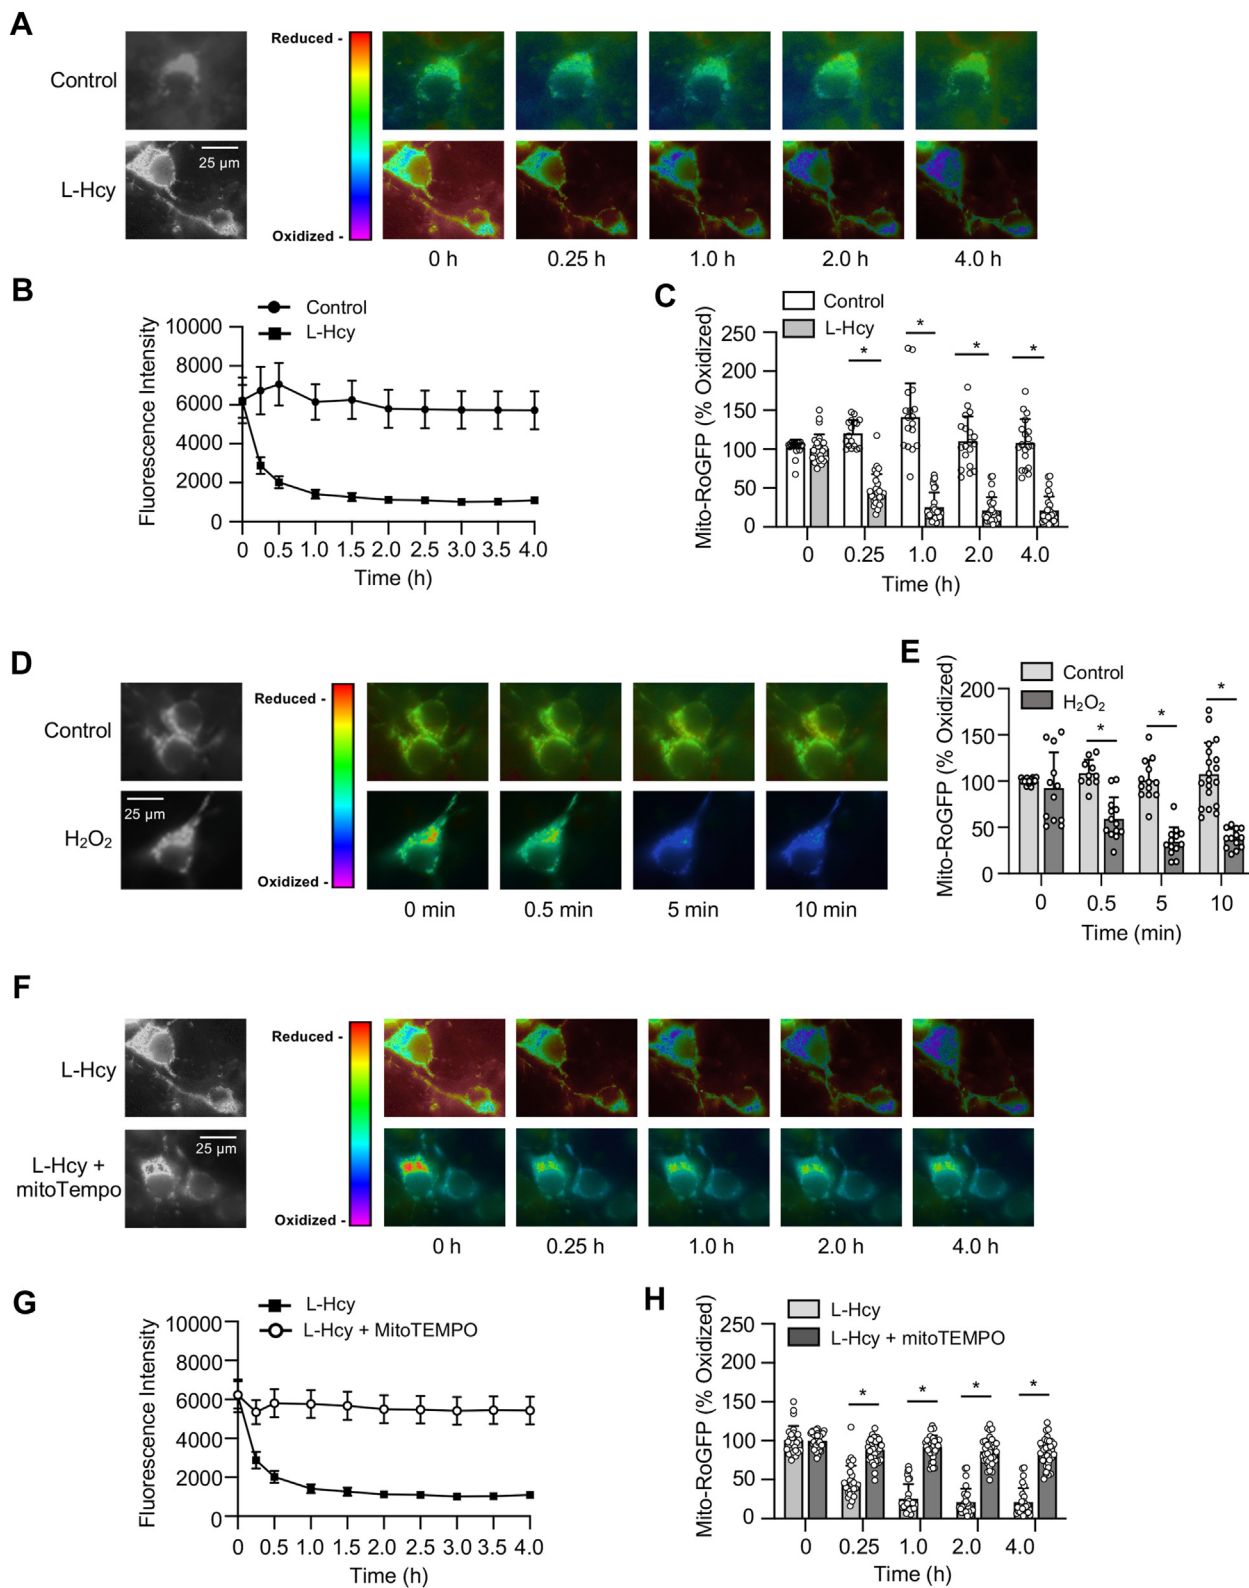 A
Control
L-Hcy
25 µm
Reduced -
Oxidized -
0 h
0.25 h
1.0 h
2.0 h
4.0 h
B
Control
L-Hcy
Fluorescence Intensity
10000
8000
6000
4000
2000
0
0 0.5 1.0 1.5 2.0 2.5 3.0 3.5 4.0
Time (h)
C
Control
L-Hcy
Mito-RoGFP (% Oxidized)
250
200
150
100
50
0
* * * *
0 0.25 1.0 2.0 4.0
Time (h)
D
Control
H₂O₂
25 µm
Reduced -
Oxidized -
0 min
0.5 min
5 min
10 min
E
Control
H₂O₂
Mito-RoGFP (% Oxidized)
200
150
100
50
0
* * *
0 0.5 5 10
Time (min)
F
L-Hcy
L-Hcy +
mitoTempo
25 µm
Reduced -
Oxidized -
0 h
0.25 h
1.0 h
2.0 h
4.0 h
G
L-Hcy
L-Hcy + MitoTEMPO
Fluorescence Intensity
10000
8000
6000
4000
2000
0
0 0.5 1.0 1.5 2.0 2.5 3.0 3.5 4.0
Time (h)
H
L-Hcy
L-Hcy + mitoTEMPO
Mito-RoGFP (% Oxidized)
250
200
150
100
50
0
* * * *
0 0.25 1.0 2.0 4.0
Time (h)